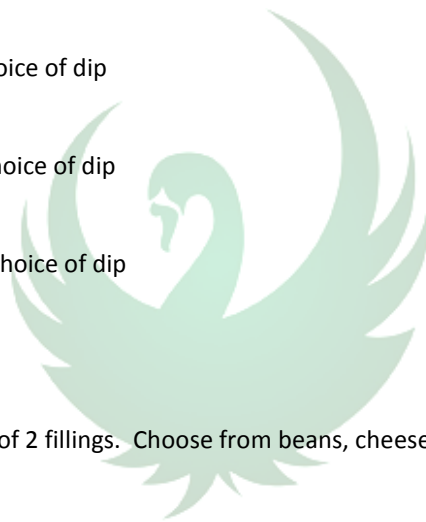 oice of dip
hoice of dip
hoice of dip
of 2 fillings.  Choose from beans, cheese